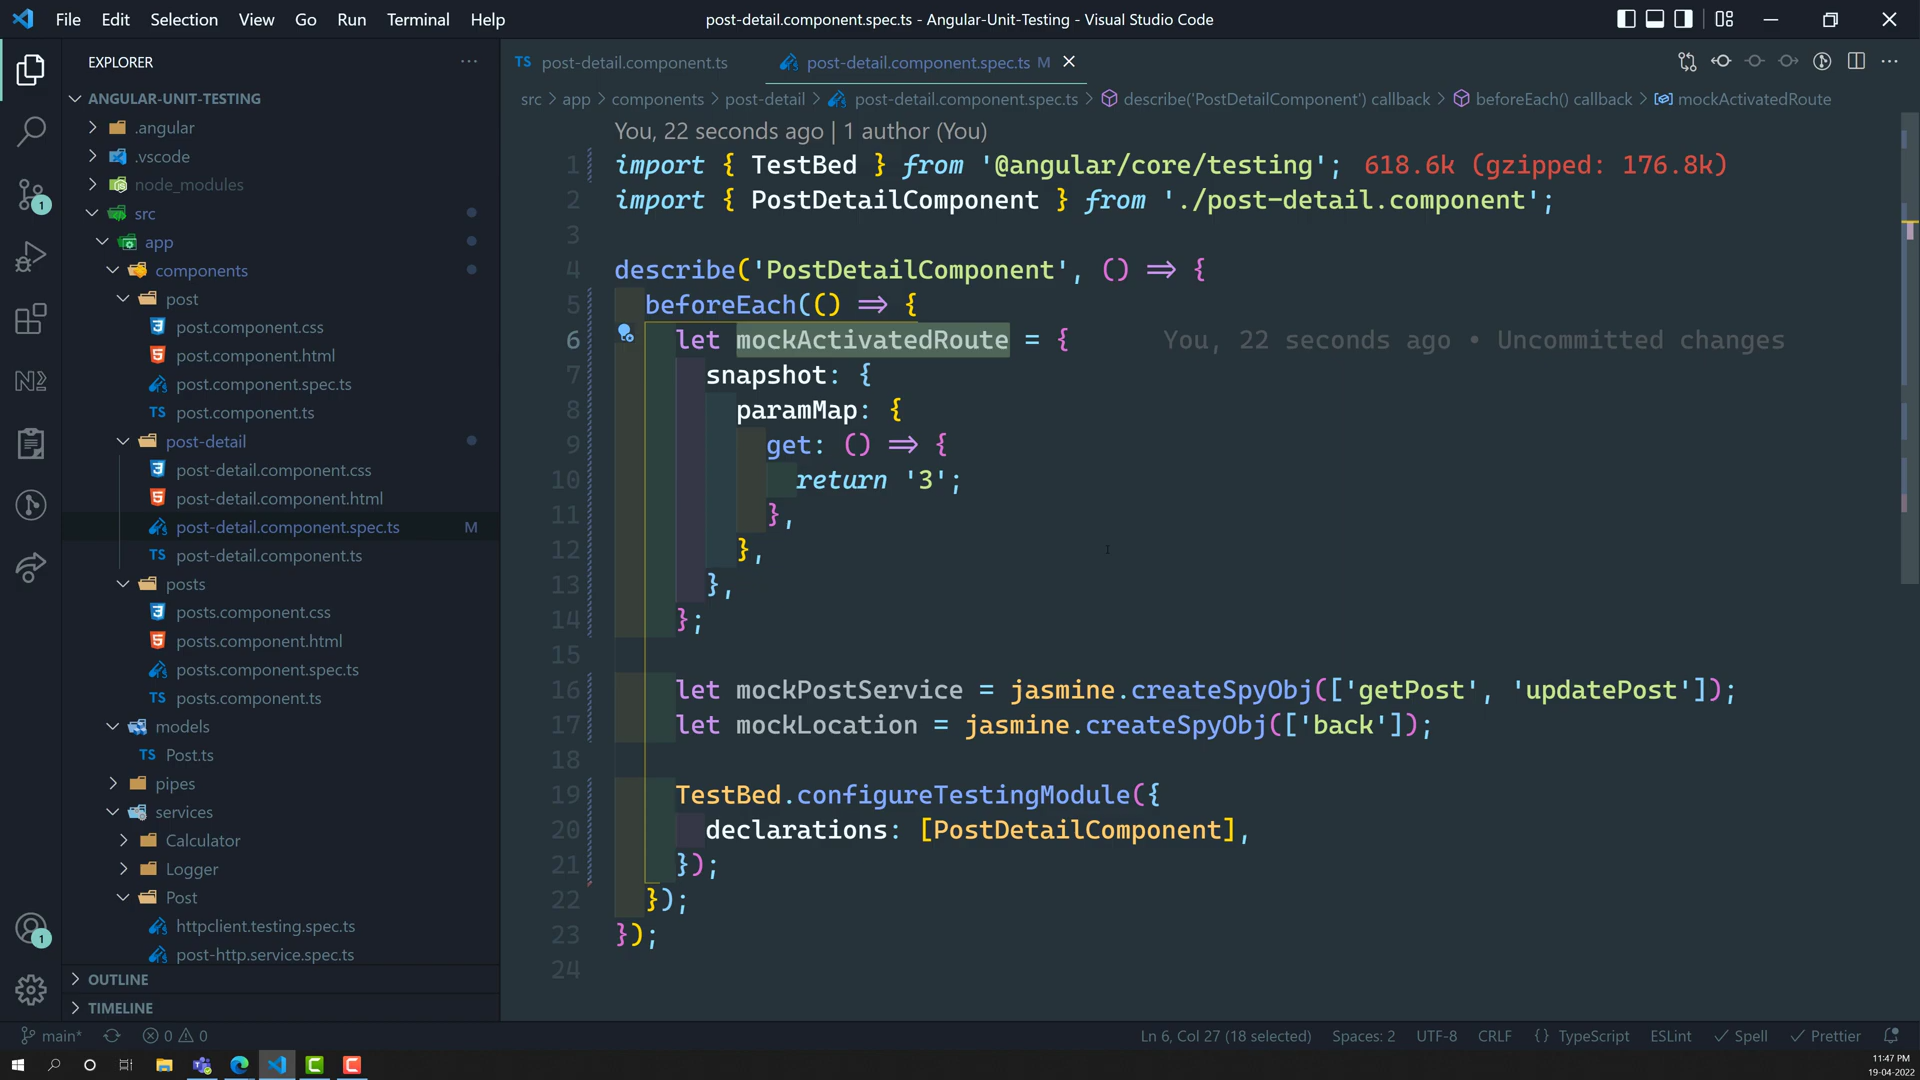 File Edit Selection View Go Run Terminal Help
post-detail.component.spec.ts - Angular-Unit-Testing - Visual Studio Code
EXPLORER
ANGULAR-UNIT-TESTING
.angular
.vscode
node_modules
src
app
components
post
post.component.css
post.component.html
post.component.spec.ts
TS post.component.ts
post-detail
post-detail.component.css
post-detail.component.html
post-detail.component.spec.ts M
TS post-detail.component.ts
posts
posts.component.css
posts.component.html
posts.component.spec.ts
TS posts.component.ts
models
TS Post.ts
pipes
services
Calculator
Logger
Post
httpclient.testing.spec.ts
post-http.service.spec.ts
OUTLINE
TIMELINE
TS post-detail.component.ts
post-detail.component.spec.ts M
src > app > components > post-detail > post-detail.component.spec.ts > describe('PostDetailComponent') callback > beforeEach() callback > mockActivatedRoute
You, 22 seconds ago | 1 author (You)
1 import { TestBed } from '@angular/core/testing'; 618.6k (gzipped: 176.8k)
2 import { PostDetailComponent } from './post-detail.component';
3
4 describe('PostDetailComponent', () => {
5 beforeEach(() => {
6 let mockActivatedRoute = { You, 22 seconds ago • Uncommitted changes
7 snapshot: {
8 paramMap: {
9 get: () => {
10 return '3';
11 },
12 },
13 },
14 };
15
16 let mockPostService = jasmine.createSpyObj(['getPost', 'updatePost']);
17 let mockLocation = jasmine.createSpyObj(['back']);
18
19 TestBed.configureTestingModule({
20 declarations: [PostDetailComponent],
21 });
22 });
23 });
24
main* 0 0
Ln 6, Col 27 (18 selected) Spaces: 2 UTF-8 CRLF {} TypeScript ESLint Spell Prettier
11:47 PM
19-04-2022